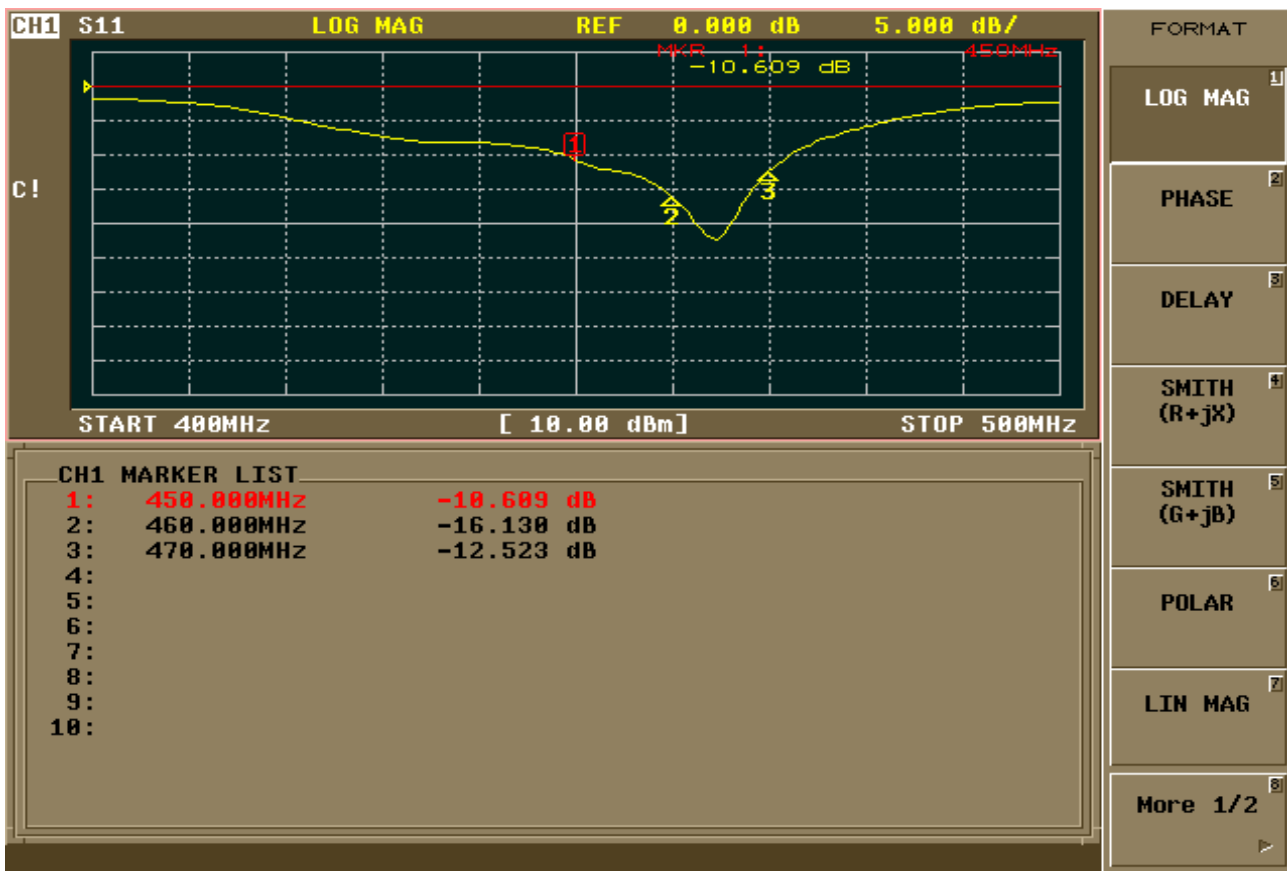 CH1 S11 LOG MAG REF 0.000 dB 5.000 dB/
MKR 1: 450MHz
-10.609 dB
1
2
3
C!
START 400MHz [ 10.00 dBm] STOP 500MHz
CH1 MARKER LIST
1: 450.000MHz -10.609 dB
2: 460.000MHz -16.130 dB
3: 470.000MHz -12.523 dB
4:
5:
6:
7:
8:
9:
10:
FORMAT
1
LOG MAG
2
PHASE
3
DELAY
4
SMITH
(R+jX)
5
SMITH
(G+jB)
6
POLAR
7
LIN MAG
8
More 1/2